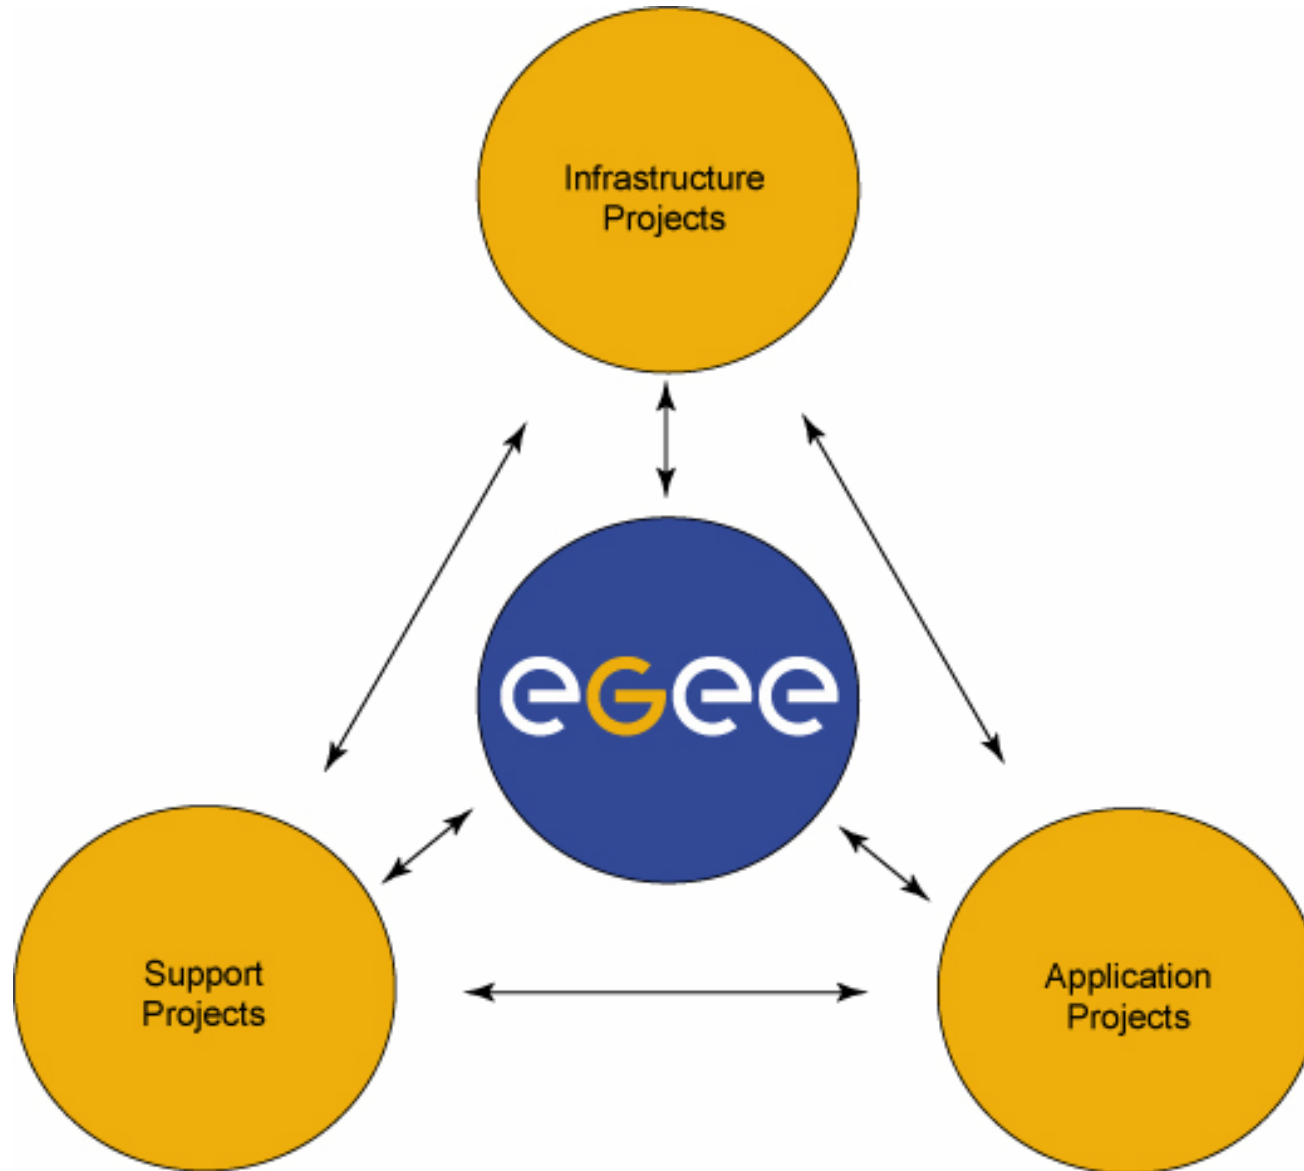 Infrastructure
Projects
eGee
Support
Projects
Application
Projects